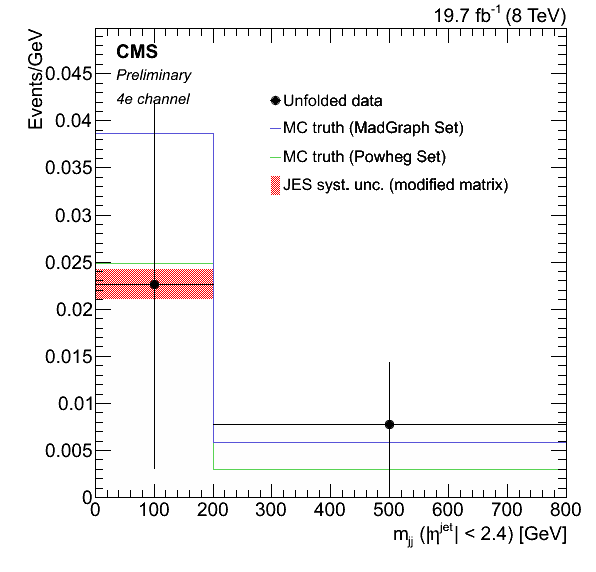 19.7 fb⁻¹ (8 TeV)
Events/GeV
CMS
Preliminary
4e channel
Unfolded data
MC truth (MadGraph Set)
MC truth (Powheg Set)
JES syst. unc. (modified matrix)
0.045
0.04
0.035
0.03
0.025
0.02
0.015
0.01
0.005
0
0 100 200 300 400 500 600 700 800
m_jj (|η^jet| < 2.4) [GeV]